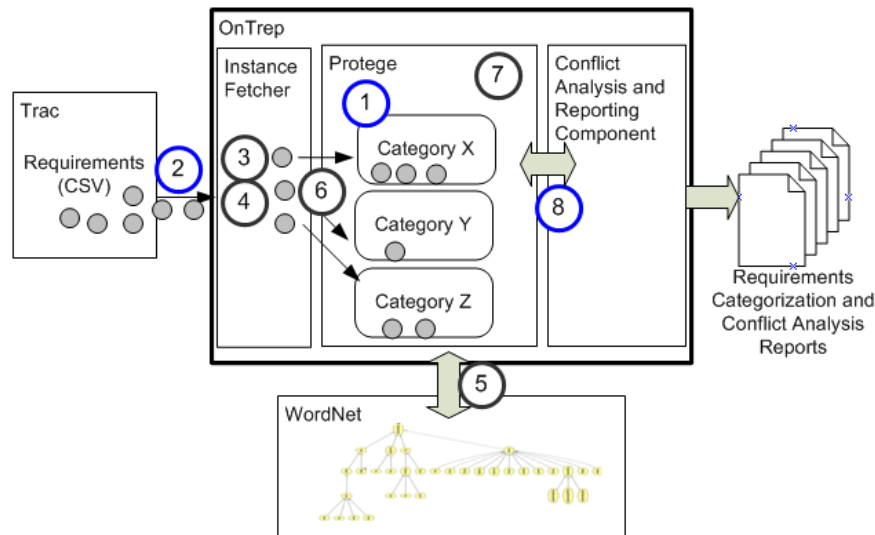 OnTrep
Instance
Fetcher
Protege
7
Conflict
Analysis and
Reporting
Component
1
Trac
Requirements
(CSV)
2
3
4
6
Category X
Category Y
Category Z
8
5
Requirements
Categorization and
Conflict Analysis
Reports
WordNet